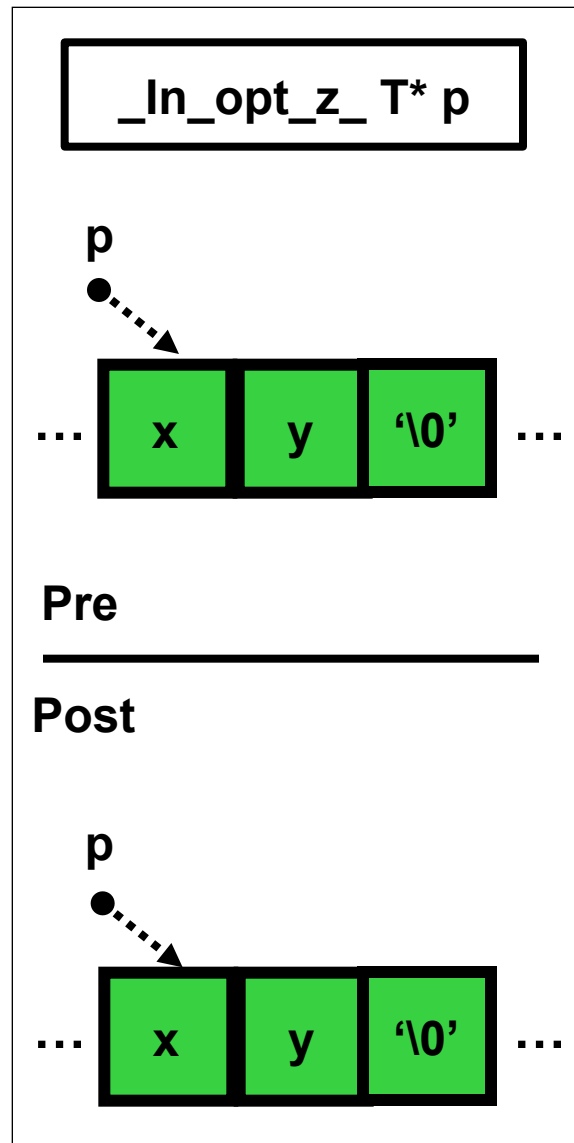 _In_opt_z_ T* p
p
... x y ‘\0’ ...
Pre
Post
p
... x y ‘\0’ ...